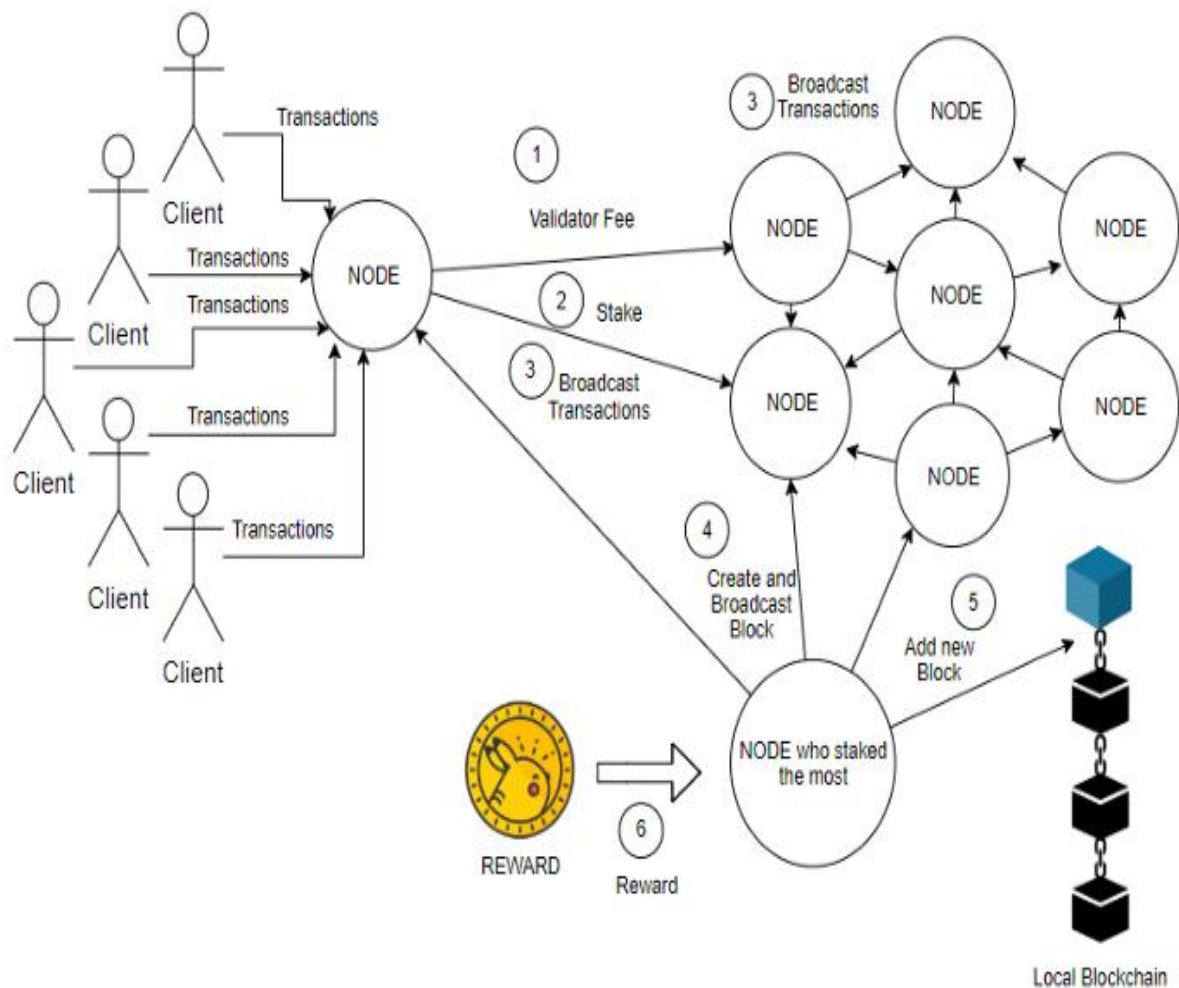 Transactions
Client
Transactions
Client
Transactions
Client
Transactions
Client
Transactions
Client
NODE
1
Validator Fee
2
Stake
3
Broadcast
Transactions
3
Broadcast
Transactions
NODE
NODE
NODE
NODE
NODE
NODE
NODE
4
Create and
Broadcast
Block
5
Add new
Block
NODE who staked
the most
REWARD
6
Reward
Local Blockchain